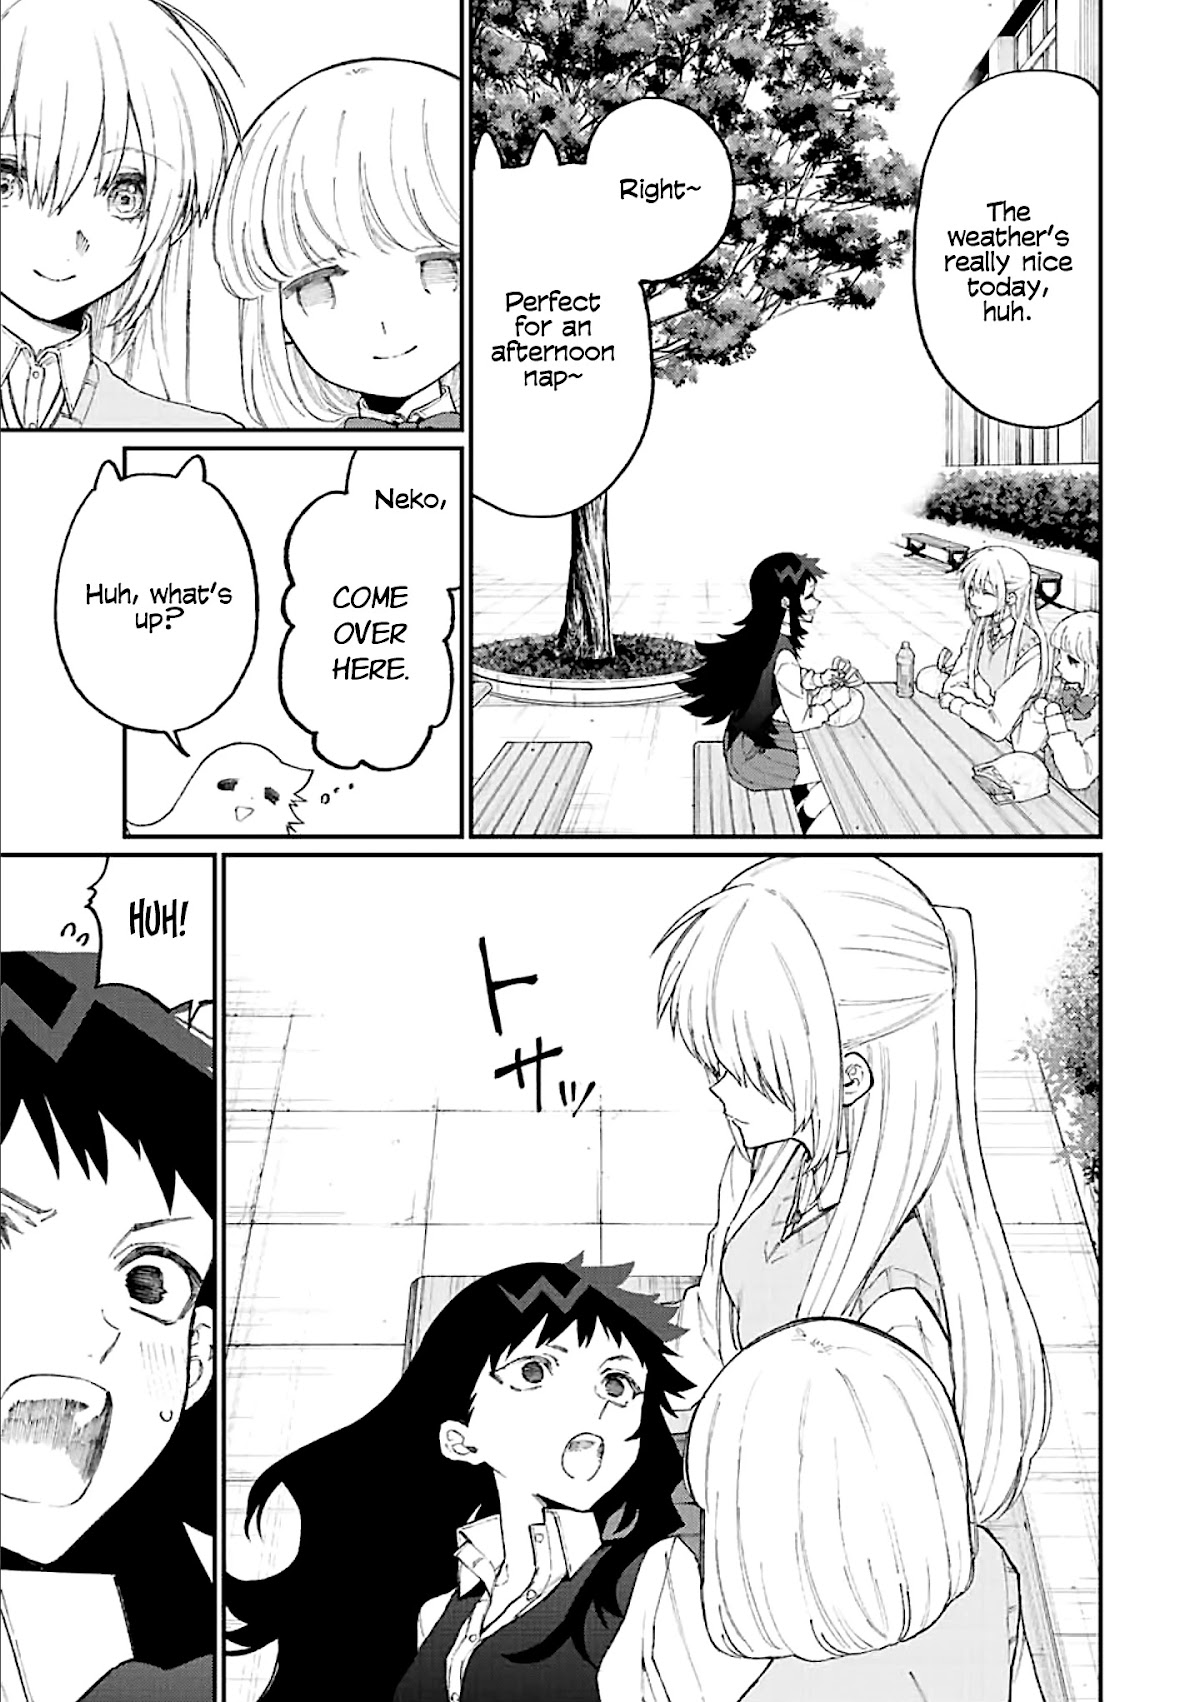 The
weather's
really nice
today,
huh.
Right~
Perfect
for an
afternoon
nap~
Neko,
COME
OVER
HERE.
Huh, what's
up?
トサッ
HUH!